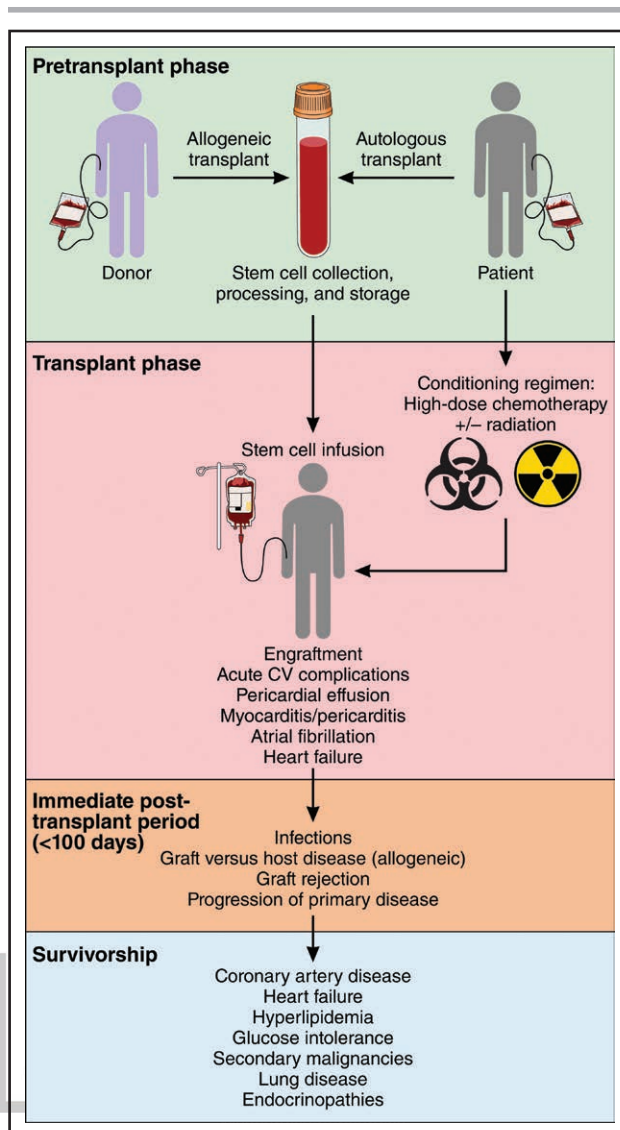 Pretransplant phase
Allogeneic
transplant
Autologous
transplant
Donor
Stem cell collection,
processing, and storage
Patient
Transplant phase
Conditioning regimen:
High-dose chemotherapy
+/– radiation
Stem cell infusion
Engraftment
Acute CV complications
Pericardial effusion
Myocarditis/pericarditis
Atrial fibrillation
Heart failure
Immediate post-
transplant period
(<100 days)
Infections
Graft versus host disease (allogeneic)
Graft rejection
Progression of primary disease
Survivorship
Coronary artery disease
Heart failure
Hyperlipidemia
Glucose intolerance
Secondary malignancies
Lung disease
Endocrinopathies